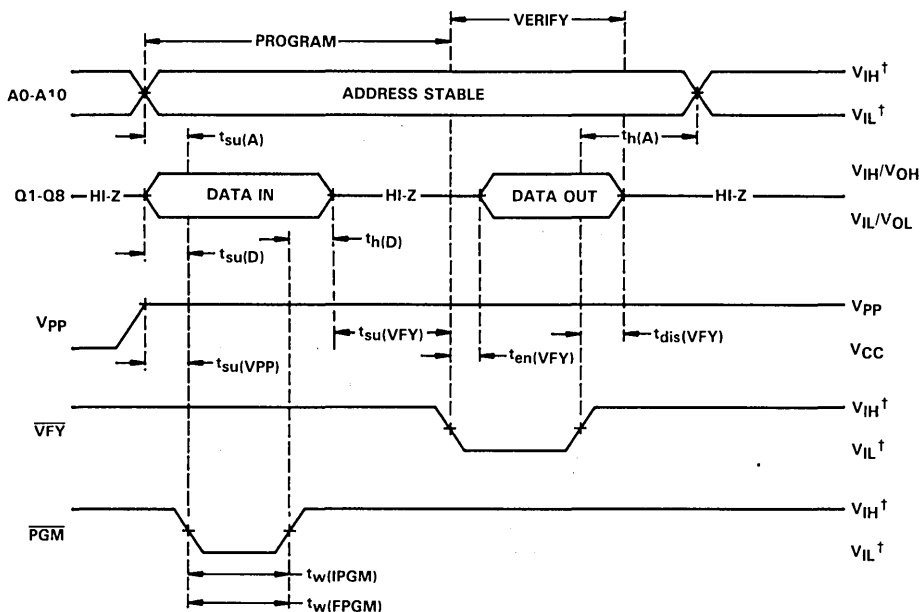 VERIFY
PROGRAM
A0-A10 ADDRESS STABLE VIH†
VIL†
tsu(A) th(A)
Q1-Q8 HI-Z DATA IN HI-Z DATA OUT HI-Z VIH/VOH
VIL/VOL
th(D)
tsu(D)
VPP VPP
tsu(VFY) tdis(VFY)
ten(VFY) VCC
tsu(VPP)
VFY VIH†
VIL†
PGM VIH†
VIL†
tw(IPGM)
tw(FPGM)